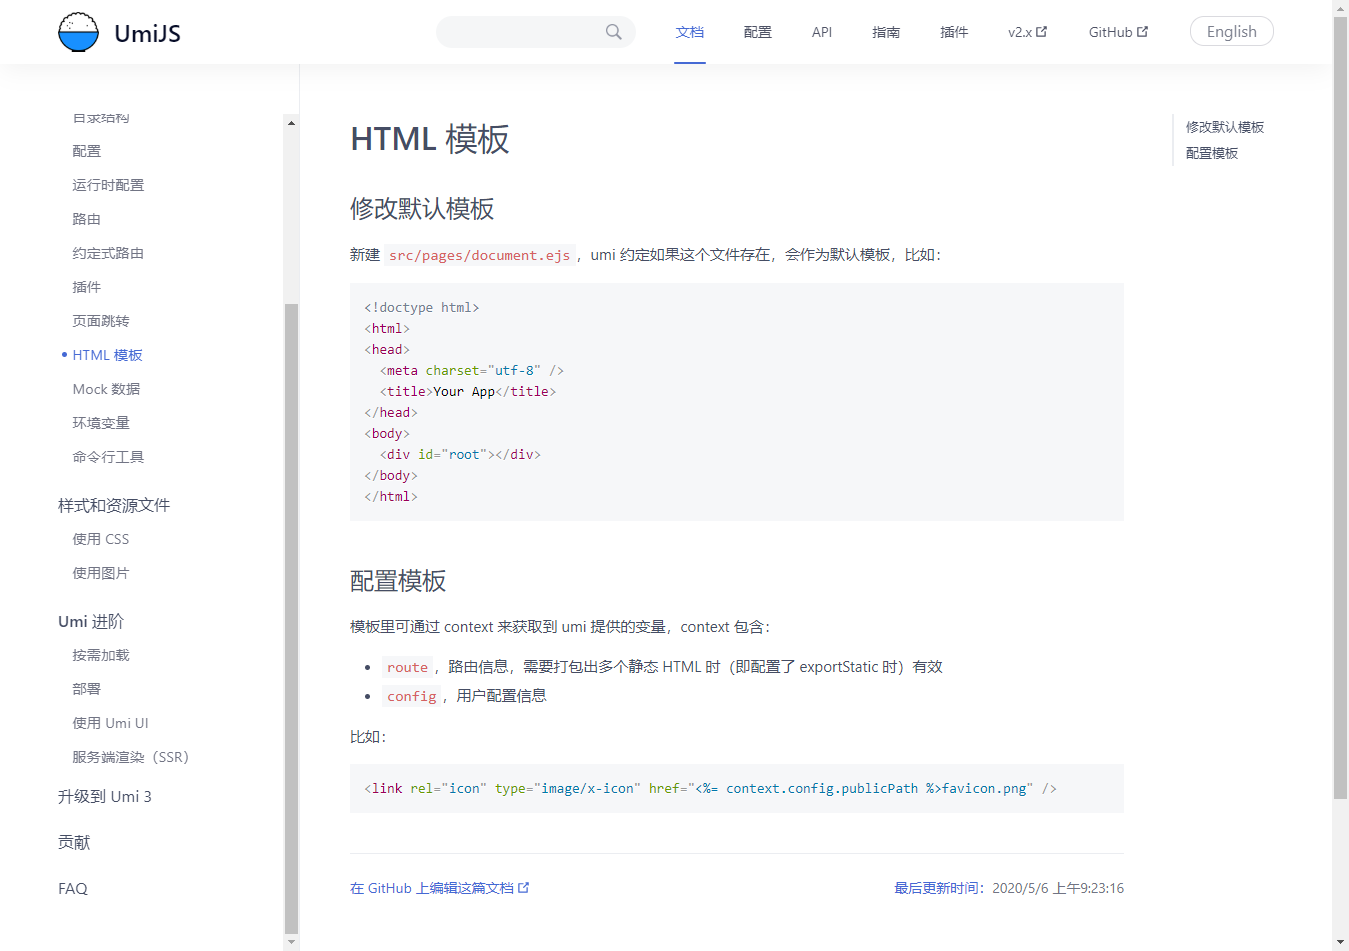 UmiJS
文档
配置
API
指南
插件
v2.x
GitHub
English
目录结构
配置
运行时配置
路由
约定式路由
插件
页面跳转
HTML 模板
Mock 数据
环境变量
命令行工具
样式和资源文件
使用 CSS
使用图片
Umi 进阶
按需加载
部署
使用 Umi UI
服务端渲染（SSR）
升级到 Umi 3
贡献
FAQ
HTML 模板
修改默认模板
新建 src/pages/document.ejs ，umi 约定如果这个文件存在，会作为默认模板，比如：
<!doctype html>
<html>
<head>
  <meta charset="utf-8" />
  <title>Your App</title>
</head>
<body>
  <div id="root"></div>
</body>
</html>
配置模板
模板里可通过 context 来获取到 umi 提供的变量，context 包含：
• route ，路由信息，需要打包出多个静态 HTML 时（即配置了 exportStatic 时）有效
• config ，用户配置信息
比如：
<link rel="icon" type="image/x-icon" href="<%= context.config.publicPath %>favicon.png" />
在 GitHub 上编辑这篇文档
最后更新时间：2020/5/6 上午9:23:16
修改默认模板
配置模板